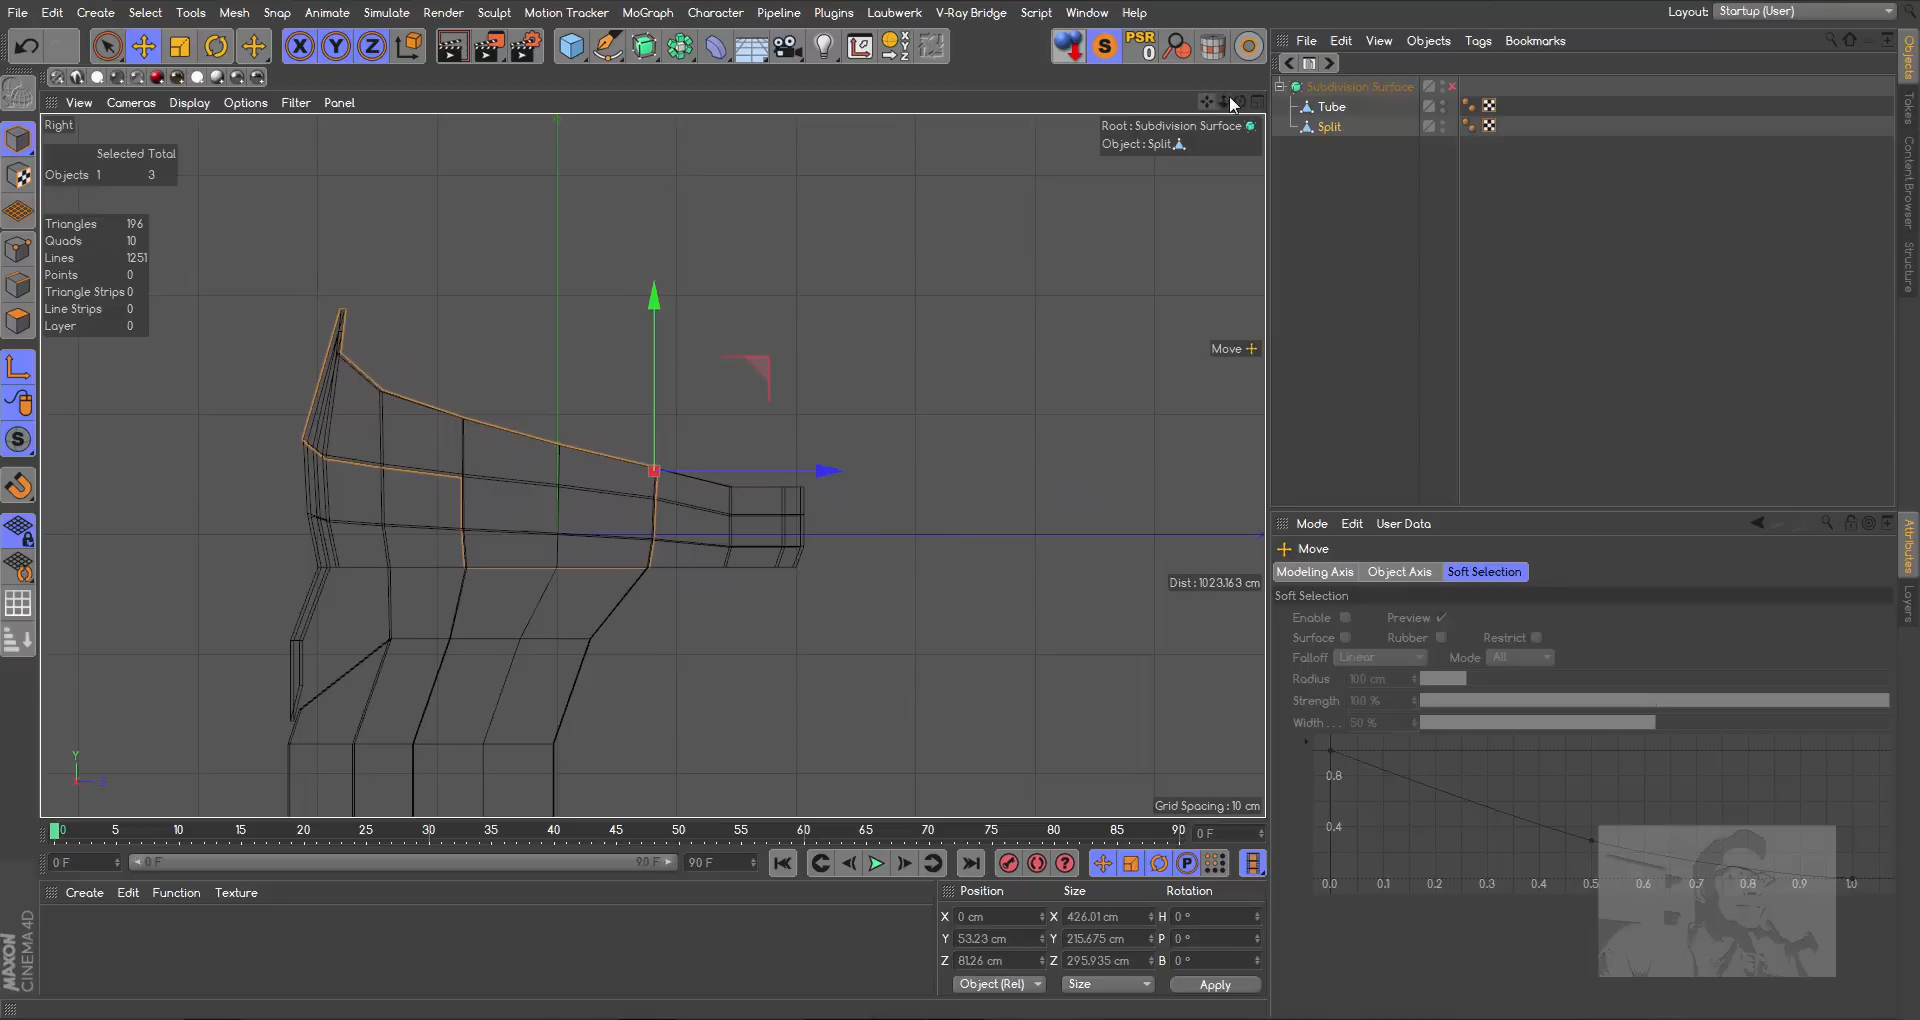 File Edit Create Select Tools Mesh Snap Animate Simulate Render Sculpt Motion Tracker MoGraph Character Pipeline Plugins Laubwerk V-Ray Bridge Script Window Help
Layout: Startup (User)
X Y Z
S PSR 0
File Edit View Objects Tags Bookmarks
Subdivision Surface
Tube
Split
Objects
Takes
Content Browser
Structure
View Cameras Display Options Filter Panel
Right
Selected Total
Objects 1 3
Triangles 196
Quads 10
Lines 1251
Points 0
Triangle Strips 0
Line Strips 0
Layer 0
Root : Subdivision Surface
Object : Split
Move
Dist : 1023.163 cm
Grid Spacing : 10 cm
Y
Z
Mode Edit User Data
Move
Modeling Axis Object Axis Soft Selection
Soft Selection
Enable Preview
Surface Rubber Restrict
Falloff Linear Mode All
Radius 100 cm
Strength 100 %
Width . . . 50 %
0.8
0.4
0.0 0.1 0.2 0.3 0.4 0.5 0.6 0.7 0.8 0.9 1.0
Attributes
Layers
0 5 10 15 20 25 30 35 40 45 50 55 60 65 70 75 80 85 90 0 F
0 F 0 F 90 F 90 F
Create Edit Function Texture
Position Size Rotation
X 0 cm X 426.01 cm H 0 °
Y 53.23 cm Y 215.675 cm P 0 °
Z 81.26 cm Z 295.935 cm B 0 °
Object (Rel) Size Apply
MAXON
CINEMA 4D